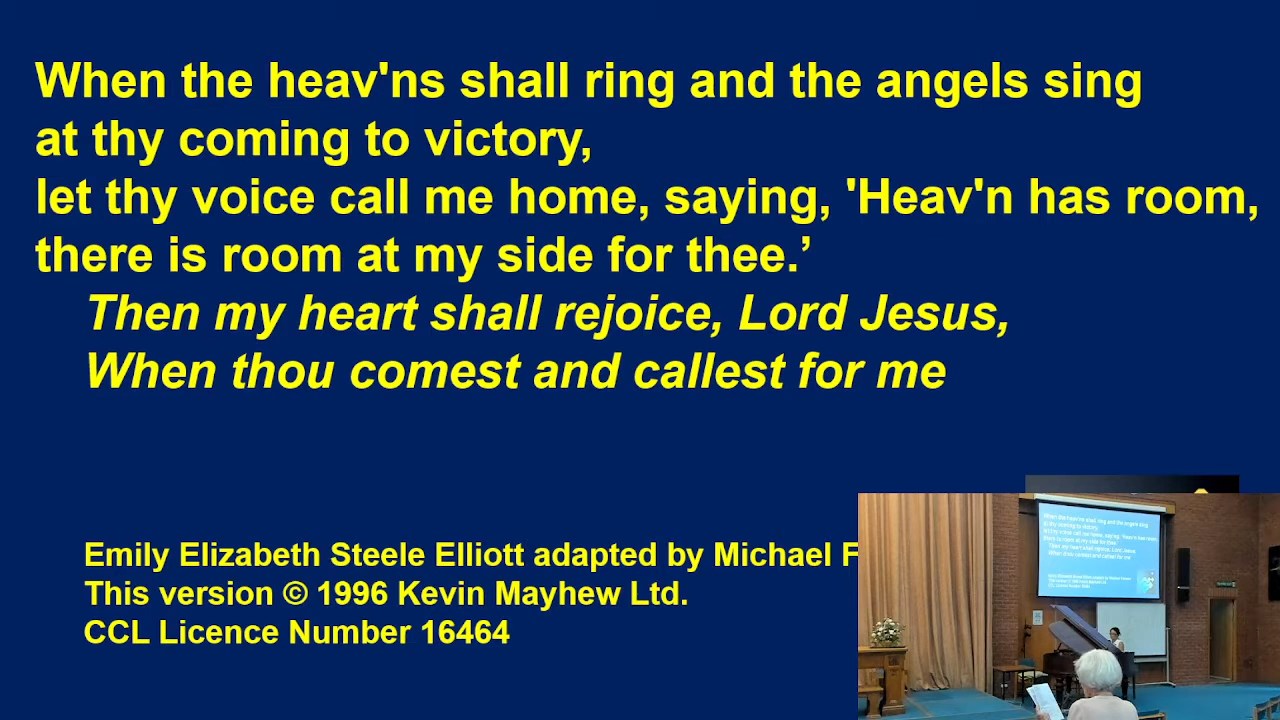 When the heav'ns shall ring and the angels sing
at thy coming to victory,
let thy voice call me home, saying, 'Heav'n has room,
there is room at my side for thee.’
Then my heart shall rejoice, Lord Jesus,
When thou comest and callest for me
Emily Elizabeth Steele Elliott adapted by Michael F
This version © 1996 Kevin Mayhew Ltd.
CCL Licence Number 16464